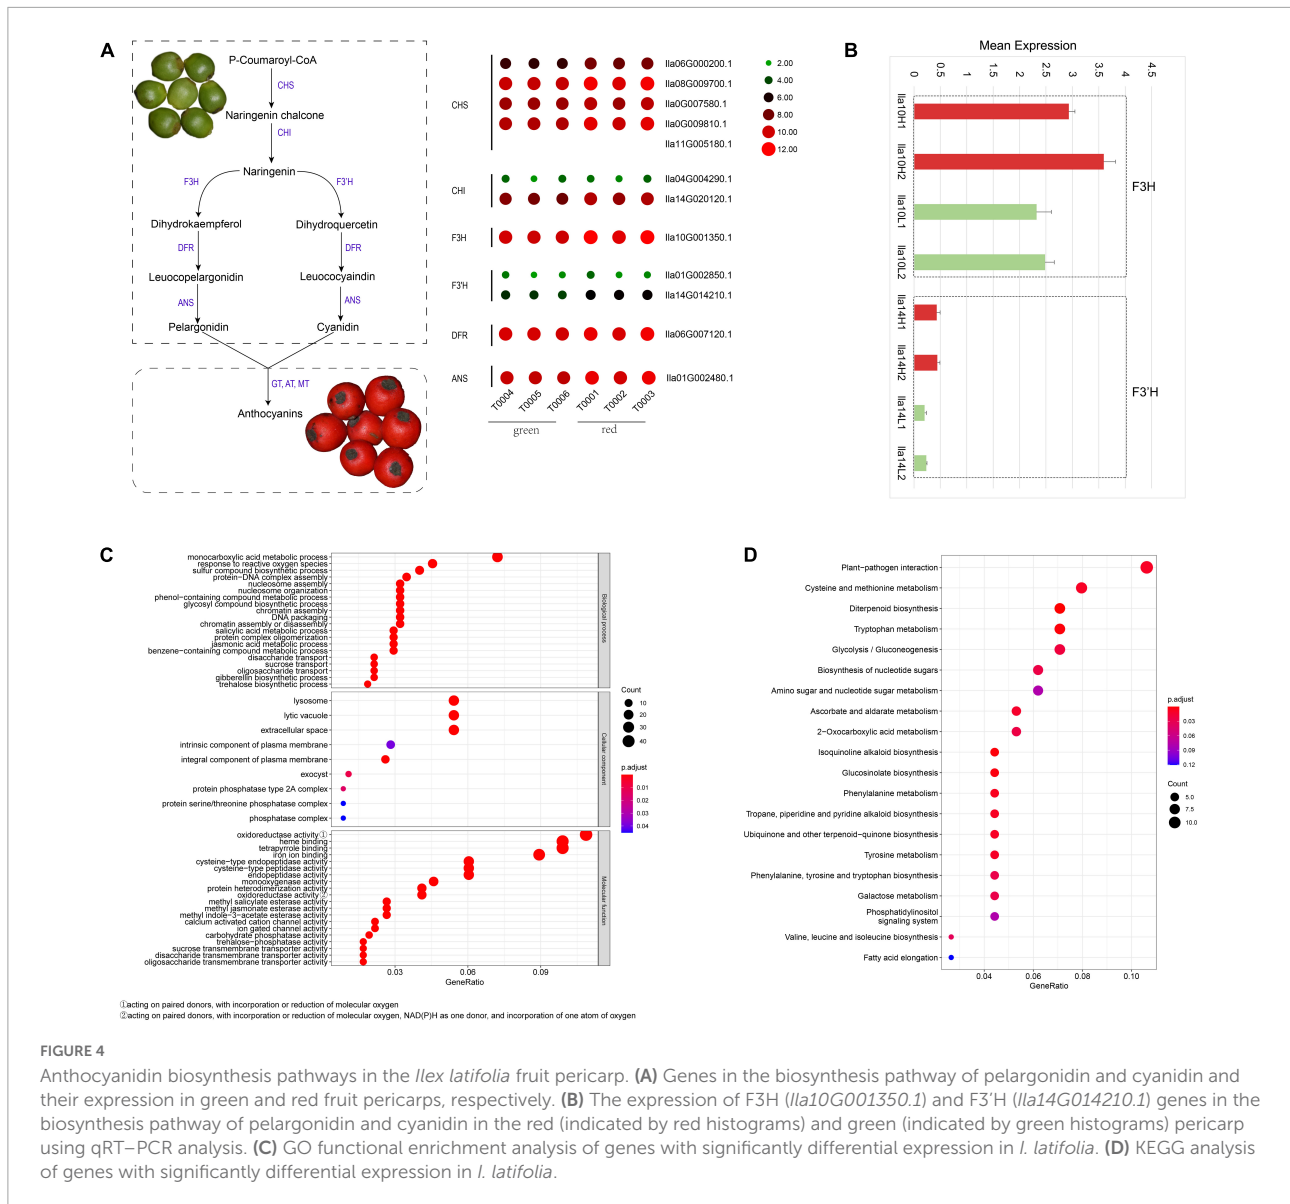 A
P-Coumaroyl-CoA
CHS
Naringenin chalcone
CHI
Naringenin
F3H
F3'H
Dihydrokaempferol
Dihydroquercetin
DFR
DFR
Leucopelargonidin
Leucocyaindin
ANS
ANS
Pelargonidin
Cyanidin
GT, AT, MT
Anthocyanins
CHS
Ila06G000200.1
Ila08G009700.1
Ila0G007580.1
Ila0G009810.1
Ila11G005180.1
CHI
Ila04G004290.1
Ila14G020120.1
F3H
Ila10G001350.1
F3'H
Ila01G002850.1
Ila14G014210.1
DFR
Ila06G007120.1
ANS
Ila01G002480.1
T0004
T0005
T0006
T0001
T0002
T0003
green
red
2.00
4.00
6.00
8.00
10.00
12.00
B
Mean Expression
0
0.5
1
1.5
2
2.5
3
3.5
4
4.5
Ila10H1
Ila10H2
Ila10L1
Ila10L2
Ila14H1
Ila14H2
Ila14L1
Ila14L2
F3H
F3'H
C
monocarboxylic acid metabolic process
response to reactive oxygen species
sulfur compound biosynthetic process
protein−DNA complex assembly
nucleosome assembly
nucleosome organization
phenol−containing compound metabolic process
glycosyl compound biosynthetic process
chromatin assembly
DNA packaging
chromatin assembly or disassembly
salicylic acid metabolic process
protein complex oligomerization
jasmonic acid metabolic process
benzene−containing compound metabolic process
disaccharide transport
sucrose transport
oligosaccharide transport
gibberellin biosynthetic process
trehalose biosynthetic process
Biological process
lysosome
lytic vacuole
extracellular space
intrinsic component of plasma membrane
integral component of plasma membrane
exocyst
protein phosphatase type 2A complex
protein serine/threonine phosphatase complex
phosphatase complex
Cellular component
oxidoreductase activity①
heme binding
tetrapyrrole binding
iron ion binding
cysteine−type endopeptidase activity
cysteine−type peptidase activity
endopeptidase activity
monooxygenase activity
protein heterodimerization activity
oxidoreductase activity②
methyl salicylate esterase activity
methyl jasmonate esterase activity
methyl indole−3−acetate esterase activity
calcium activated cation channel activity
ion gated channel activity
carbohydrate phosphatase activity
trehalose−phosphatase activity
sucrose transmembrane transporter activity
disaccharide transmembrane transporter activity
oligosaccharide transmembrane transporter activity
Molecular function
0.03
0.06
0.09
GeneRatio
Count
10
20
30
40
p.adjust
0.01
0.02
0.03
0.04
①acting on paired donors, with incorporation or reduction of molecular oxygen
②acting on paired donors, with incorporation or reduction of molecular oxygen, NAD(P)H as one donor, and incorporation of one atom of oxygen
D
Plant−pathogen interaction
Cysteine and methionine metabolism
Diterpenoid biosynthesis
Tryptophan metabolism
Glycolysis / Gluconeogenesis
Biosynthesis of nucleotide sugars
Amino sugar and nucleotide sugar metabolism
Ascorbate and aldarate metabolism
2−Oxocarboxylic acid metabolism
Isoquinoline alkaloid biosynthesis
Glucosinolate biosynthesis
Phenylalanine metabolism
Tropane, piperidine and pyridine alkaloid biosynthesis
Ubiquinone and other terpenoid−quinone biosynthesis
Tyrosine metabolism
Phenylalanine, tyrosine and tryptophan biosynthesis
Galactose metabolism
Phosphatidylinositol
signaling system
Valine, leucine and isoleucine biosynthesis
Fatty acid elongation
0.04
0.06
0.08
0.10
GeneRatio
p.adjust
0.03
0.06
0.09
0.12
Count
5.0
7.5
10.0
FIGURE 4
Anthocyanidin biosynthesis pathways in the Ilex latifolia fruit pericarp. (A) Genes in the biosynthesis pathway of pelargonidin and cyanidin and
their expression in green and red fruit pericarps, respectively. (B) The expression of F3H (Ila10G001350.1) and F3'H (Ila14G014210.1) genes in the
biosynthesis pathway of pelargonidin and cyanidin in the red (indicated by red histograms) and green (indicated by green histograms) pericarp
using qRT–PCR analysis. (C) GO functional enrichment analysis of genes with significantly differential expression in I. latifolia. (D) KEGG analysis
of genes with significantly differential expression in I. latifolia.